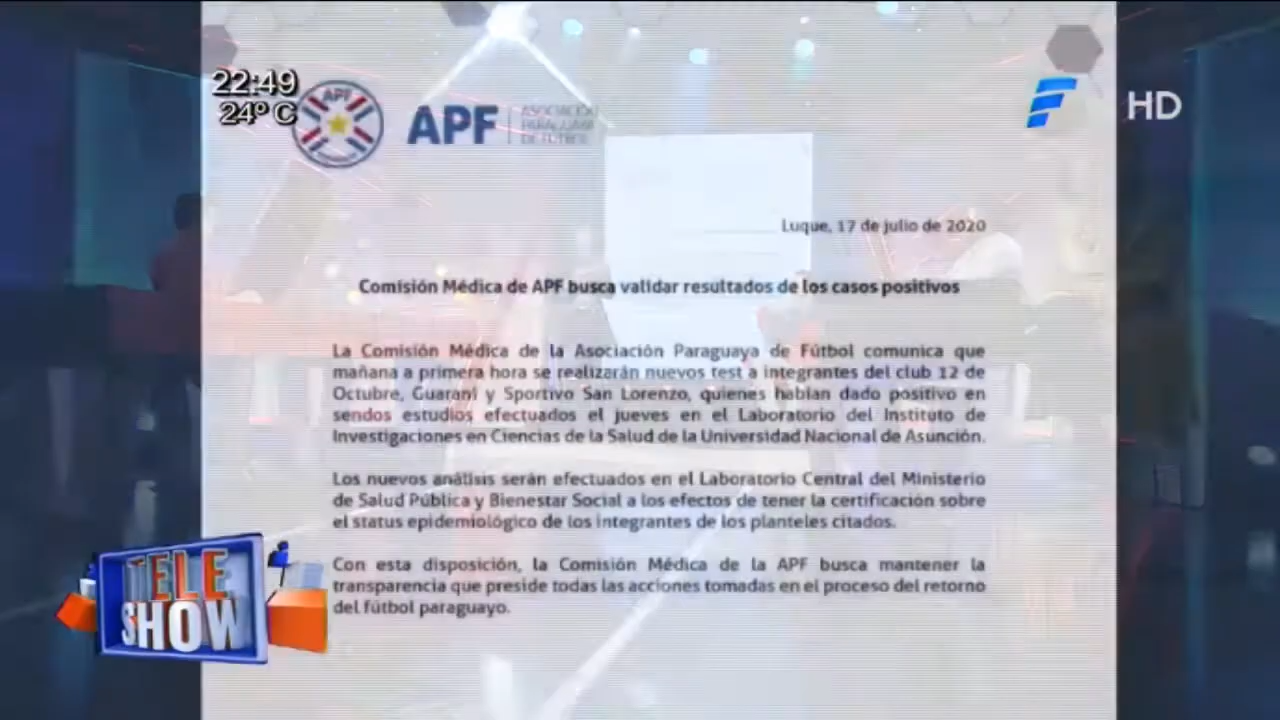 22:49
24º C
APF
APF
ASOCIACIÓN
PARAGUAYA
DE FÚTBOL
HD
Luque, 17 de julio de 2020
Comisión Médica de APF busca validar resultados de los casos positivos
La Comisión Médica de la Asociación Paraguaya de Fútbol comunica que
mañana a primera hora se realizarán nuevos test a integrantes del club 12 de
Octubre, Guaraní y Sportivo San Lorenzo, quienes habían dado positivo en
sendos estudios efectuados el jueves en el Laboratorio del Instituto de
Investigaciones en Ciencias de la Salud de la Universidad Nacional de Asunción.
Los nuevos análisis serán efectuados en el Laboratorio Central del Ministerio
de Salud Pública y Bienestar Social a los efectos de tener la certificación sobre
el status epidemiológico de los integrantes de los planteles citados.
Con esta disposición, la Comisión Médica de la APF busca mantener la
transparencia que preside todas las acciones tomadas en el proceso del retorno
del fútbol paraguayo.
TELE
SHOW